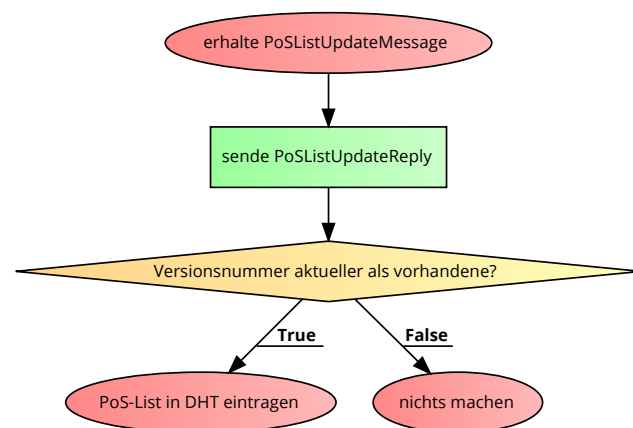 erhalte PoSListUpdateMessage
sende PoSListUpdateReply
Versionsnummer aktueller als vorhandene?
True
False
PoS-List in DHT eintragen
nichts machen